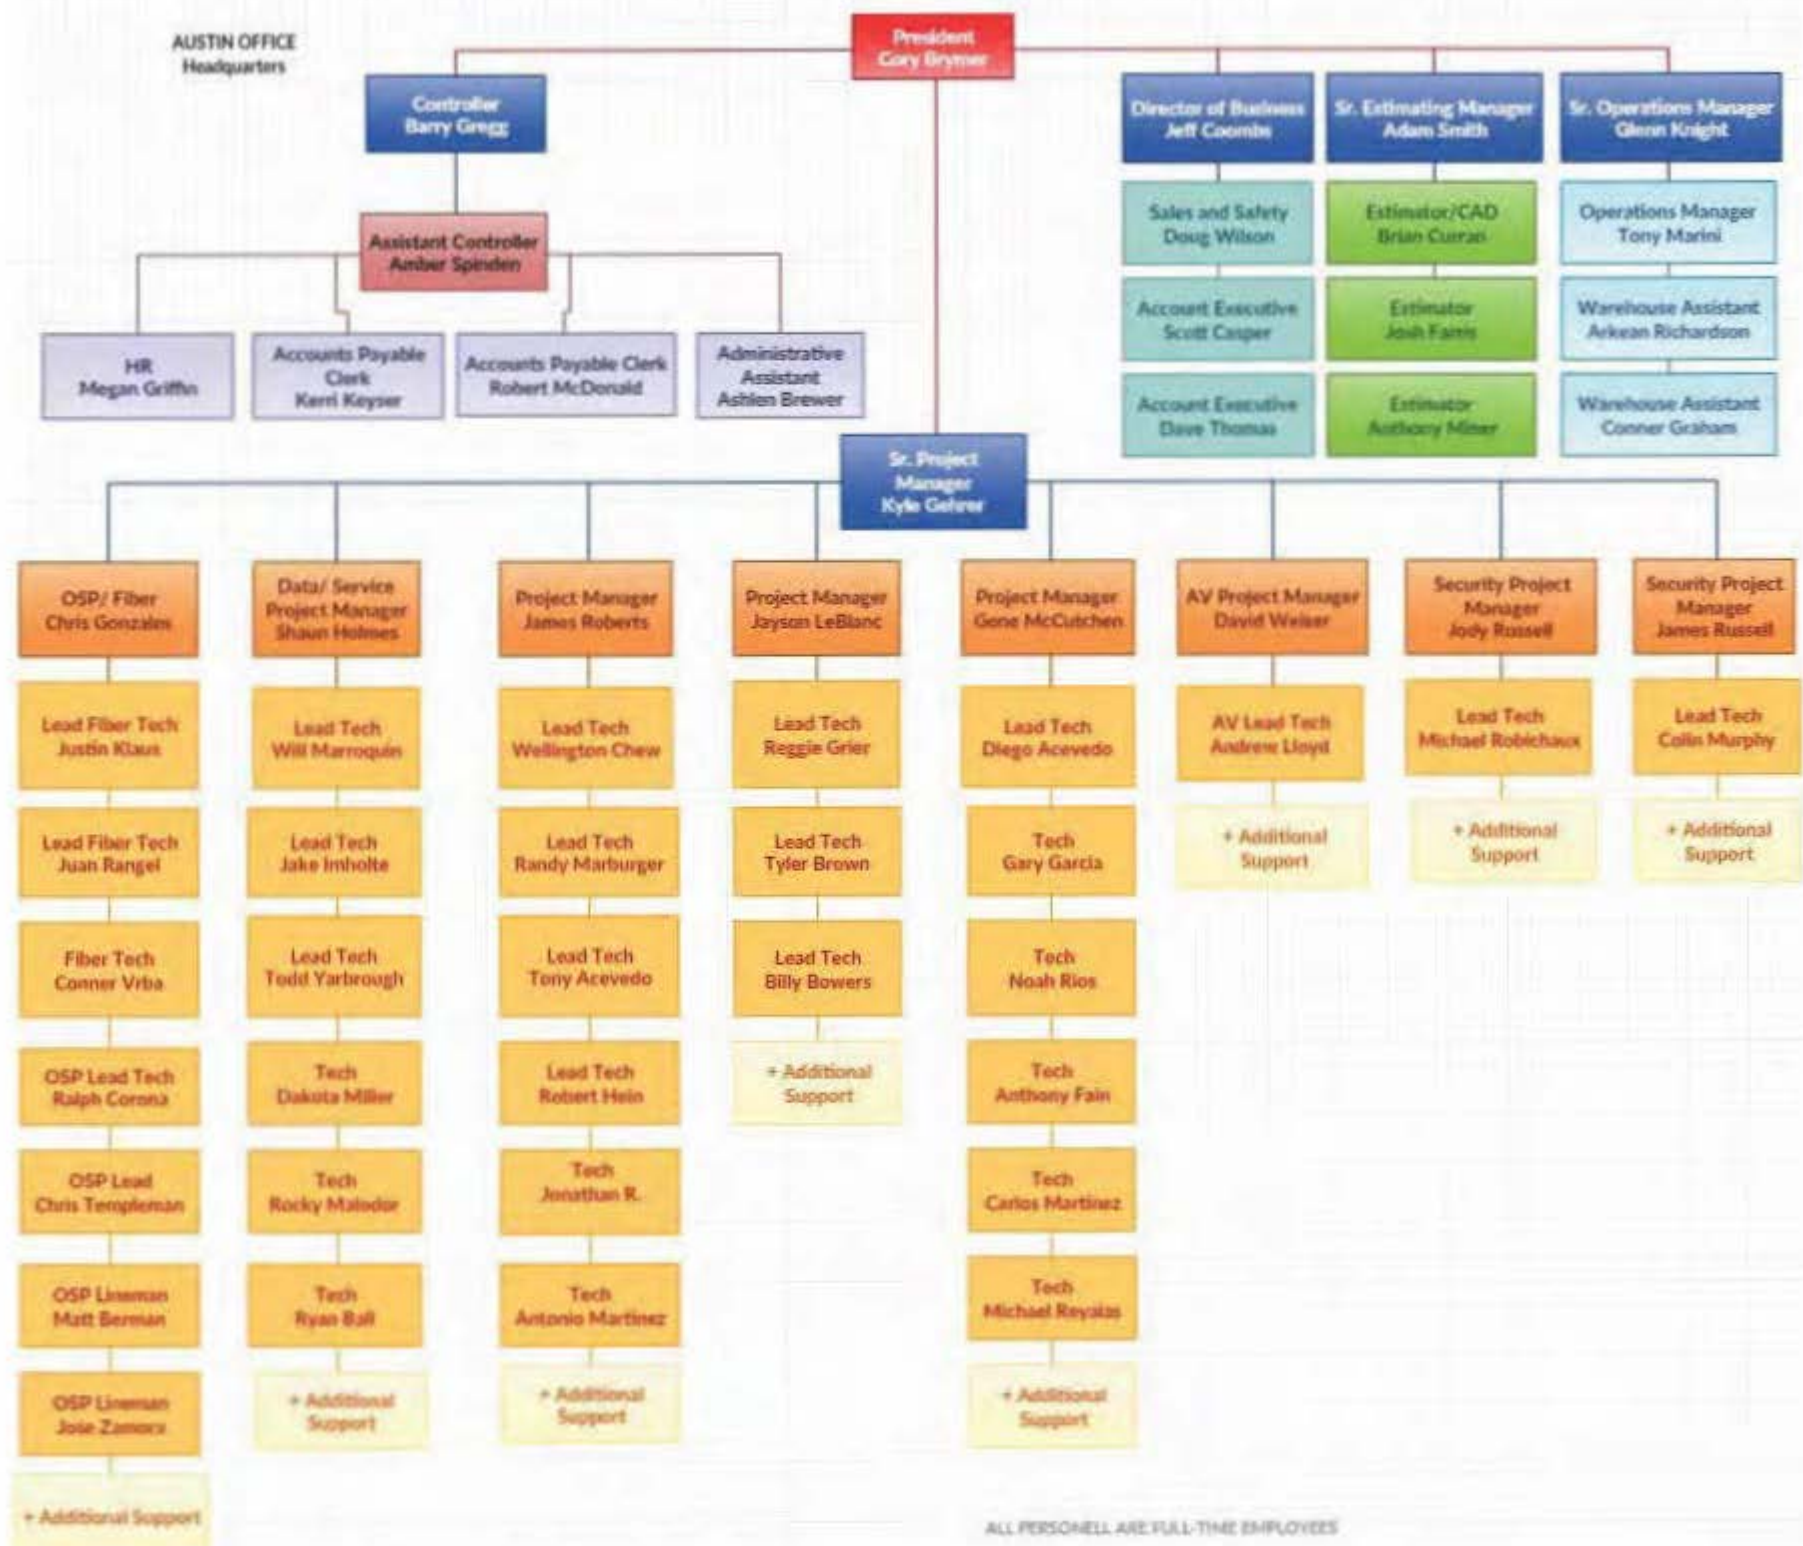 AUSTIN OFFICE
Headquarters
President
Cory Brymer
Controller
Barry Gregg
Director of Business
Jeff Coombs
Sr. Estimating Manager
Adam Smith
Sr. Operations Manager
Glenn Knight
Assistant Controller
Amber Spinden
Sales and Safety
Doug Wilson
Estimator/CAD
Brian Curran
Operations Manager
Tony Marini
Account Executive
Scott Casper
Estimator
Josh Farris
Warehouse Assistant
Arkean Richardson
HR
Megan Griffin
Accounts Payable
Clerk
Kerri Keyser
Accounts Payable Clerk
Robert McDonald
Administrative
Assistant
Ashlen Brewer
Account Executive
Dave Thomas
Estimator
Anthony Miner
Warehouse Assistant
Conner Graham
Sr. Project
Manager
Kyle Gehrer
OSP/ Fiber
Chris Gonzales
Data/ Service
Project Manager
Shaun Holmes
Project Manager
James Roberts
Project Manager
Jayson LeBlanc
Project Manager
Gene McCutchen
AV Project Manager
David Weiser
Security Project
Manager
Jody Russell
Security Project
Manager
James Russell
Lead Fiber Tech
Justin Klaus
Lead Tech
Will Marroquin
Lead Tech
Wellington Chew
Lead Tech
Reggie Grier
Lead Tech
Diego Acevedo
AV Lead Tech
Andrew Lloyd
Lead Tech
Michael Robichaux
Lead Tech
Colin Murphy
Lead Fiber Tech
Juan Rangel
Lead Tech
Jake Imholte
Lead Tech
Randy Marburger
Lead Tech
Tyler Brown
Tech
Gary Garcia
+ Additional
Support
+ Additional
Support
+ Additional
Support
Fiber Tech
Conner Vrba
Lead Tech
Todd Yarbrough
Lead Tech
Tony Acevedo
Lead Tech
Billy Bowers
Tech
Noah Rios
OSP Lead Tech
Ralph Corona
Tech
Dakota Miller
Lead Tech
Robert Hein
+ Additional
Support
Tech
Anthony Fain
OSP Lead
Chris Templeman
Tech
Rocky Malodor
Tech
Jonathan R.
Tech
Carlos Martinez
OSP Lineman
Matt Berman
Tech
Ryan Ball
Tech
Antonio Martinez
Tech
Michael Reyalas
OSP Lineman
Jose Zamora
+ Additional
Support
+ Additional
Support
+ Additional
Support
+ Additional Support
ALL PERSONELL ARE FULL-TIME EMPLOYEES